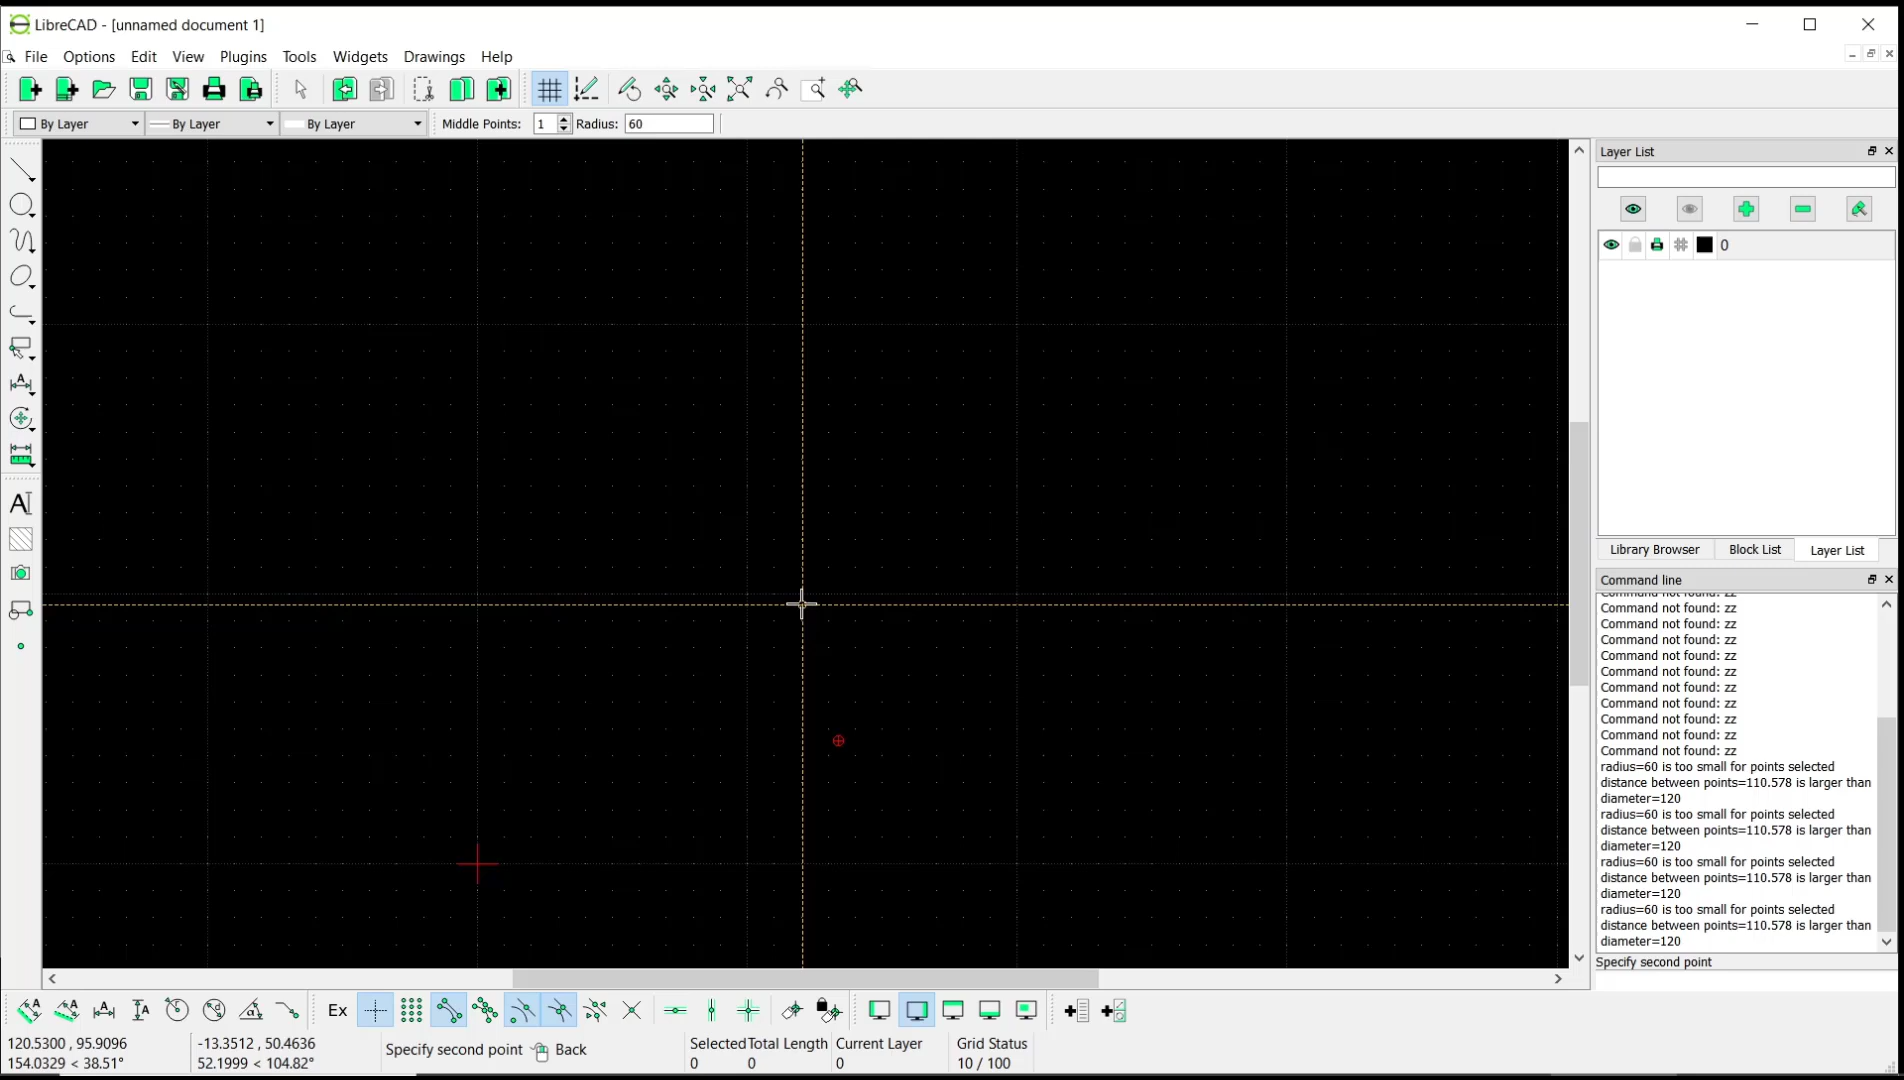 LibreCAD - [unnamed document 1]
File Options Edit View Plugins Tools Widgets Drawings Help
By Layer By Layer By Layer Middle Points: 1 Radius: 60
Layer List
0
Library Browser Block List Layer List
Command line
Command not found: zz
Command not found: zz
Command not found: zz
Command not found: zz
Command not found: zz
Command not found: zz
Command not found: zz
Command not found: zz
Command not found: zz
Command not found: zz
Command not found: zz
radius=60 is too small for points selected
distance between points=110.578 is larger than
diameter=120
radius=60 is too small for points selected
distance between points=110.578 is larger than
diameter=120
radius=60 is too small for points selected
distance between points=110.578 is larger than
diameter=120
radius=60 is too small for points selected
distance between points=110.578 is larger than
diameter=120
Specify second point
Ex
120.5300 , 95.9096
154.0329 < 38.51°
-13.3512 , 50.4636
52.1999 < 104.82°
Specify second point Back
Selected Total Length Current Layer Grid Status
0 0 0 10 / 100